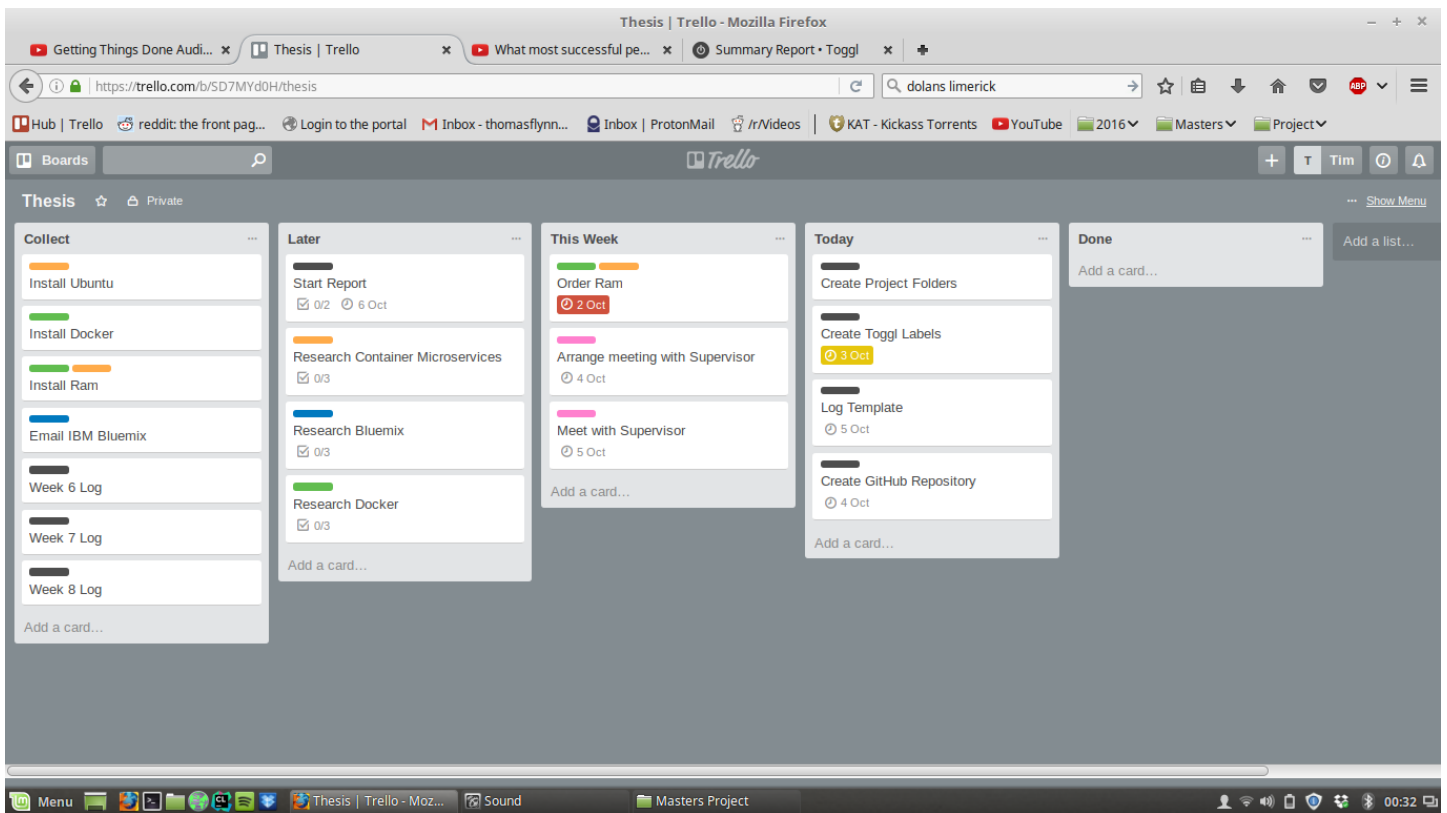 Thesis | Trello - Mozilla Firefox
Getting Things Done Audi...
Thesis | Trello
What most successful pe...
Summary Report • Toggl
https://trello.com/b/SD7MYd0H/thesis
dolans limerick
ABP
Hub | Trello
reddit: the front pag...
Login to the portal
Inbox - thomasflynn...
Inbox | ProtonMail
/r/Videos
KAT - Kickass Torrents
YouTube
2016
Masters
Project
Boards
Trello
T
Tim
Thesis
Private
... Show Menu
Collect
Install Ubuntu
Install Docker
Install Ram
Email IBM Bluemix
Week 6 Log
Week 7 Log
Week 8 Log
Add a card...
Later
Start Report
0/2 6 Oct
Research Container Microservices
0/3
Research Bluemix
0/3
Research Docker
0/3
Add a card...
This Week
Order Ram
2 Oct
Arrange meeting with Supervisor
4 Oct
Meet with Supervisor
5 Oct
Add a card...
Today
Create Project Folders
Create Toggl Labels
3 Oct
Log Template
5 Oct
Create GitHub Repository
4 Oct
Add a card...
Done
Add a card...
Add a list...
Menu
CL
Thesis | Trello - Moz...
Sound
Masters Project
00:32